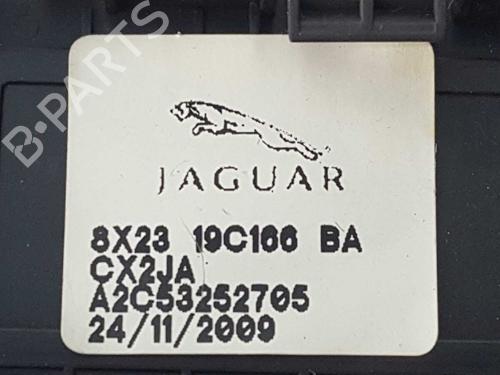 B-PARTS
JAGUAR
8X23 19C166 BA
CX2JA
A2C53252705
24/11/2009